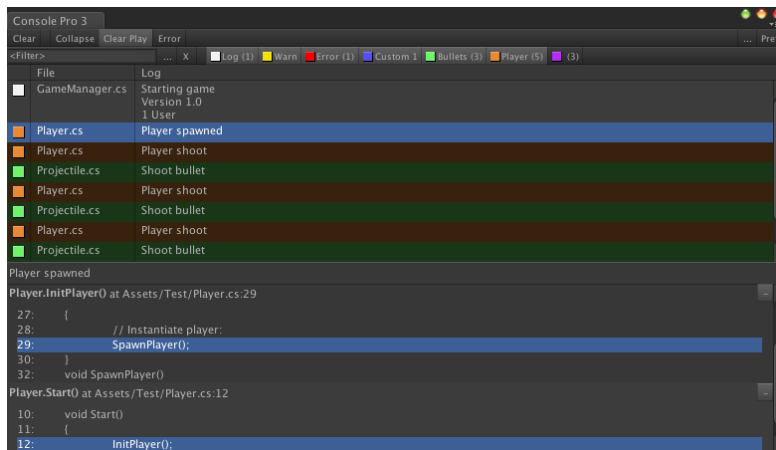 Console Pro 3
Clear Collapse Clear Play Error ... Pre
<Filter> ... X Log (1) Warn Error (1) Custom 1 Bullets (3) Player (5) (3)
File Log
GameManager.cs Starting game
Version 1.0
1 User
Player.cs Player spawned
Player.cs Player shoot
Projectile.cs Shoot bullet
Player.cs Player shoot
Projectile.cs Shoot bullet
Player.cs Player shoot
Projectile.cs Shoot bullet
Player spawned
Player.InitPlayer() at Assets/Test/Player.cs:29
27: {
28: // Instantiate player:
29: SpawnPlayer();
30: }
32: void SpawnPlayer()
Player.Start() at Assets/Test/Player.cs:12
10: void Start()
11: {
12: InitPlayer();